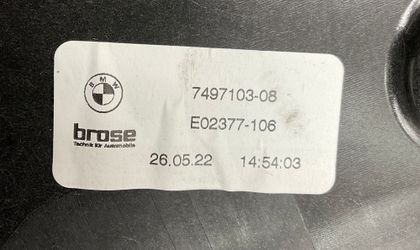 BMW
7497103-08
brose
Technik für Automobile
E02377-106
26.05.22 14:54:03